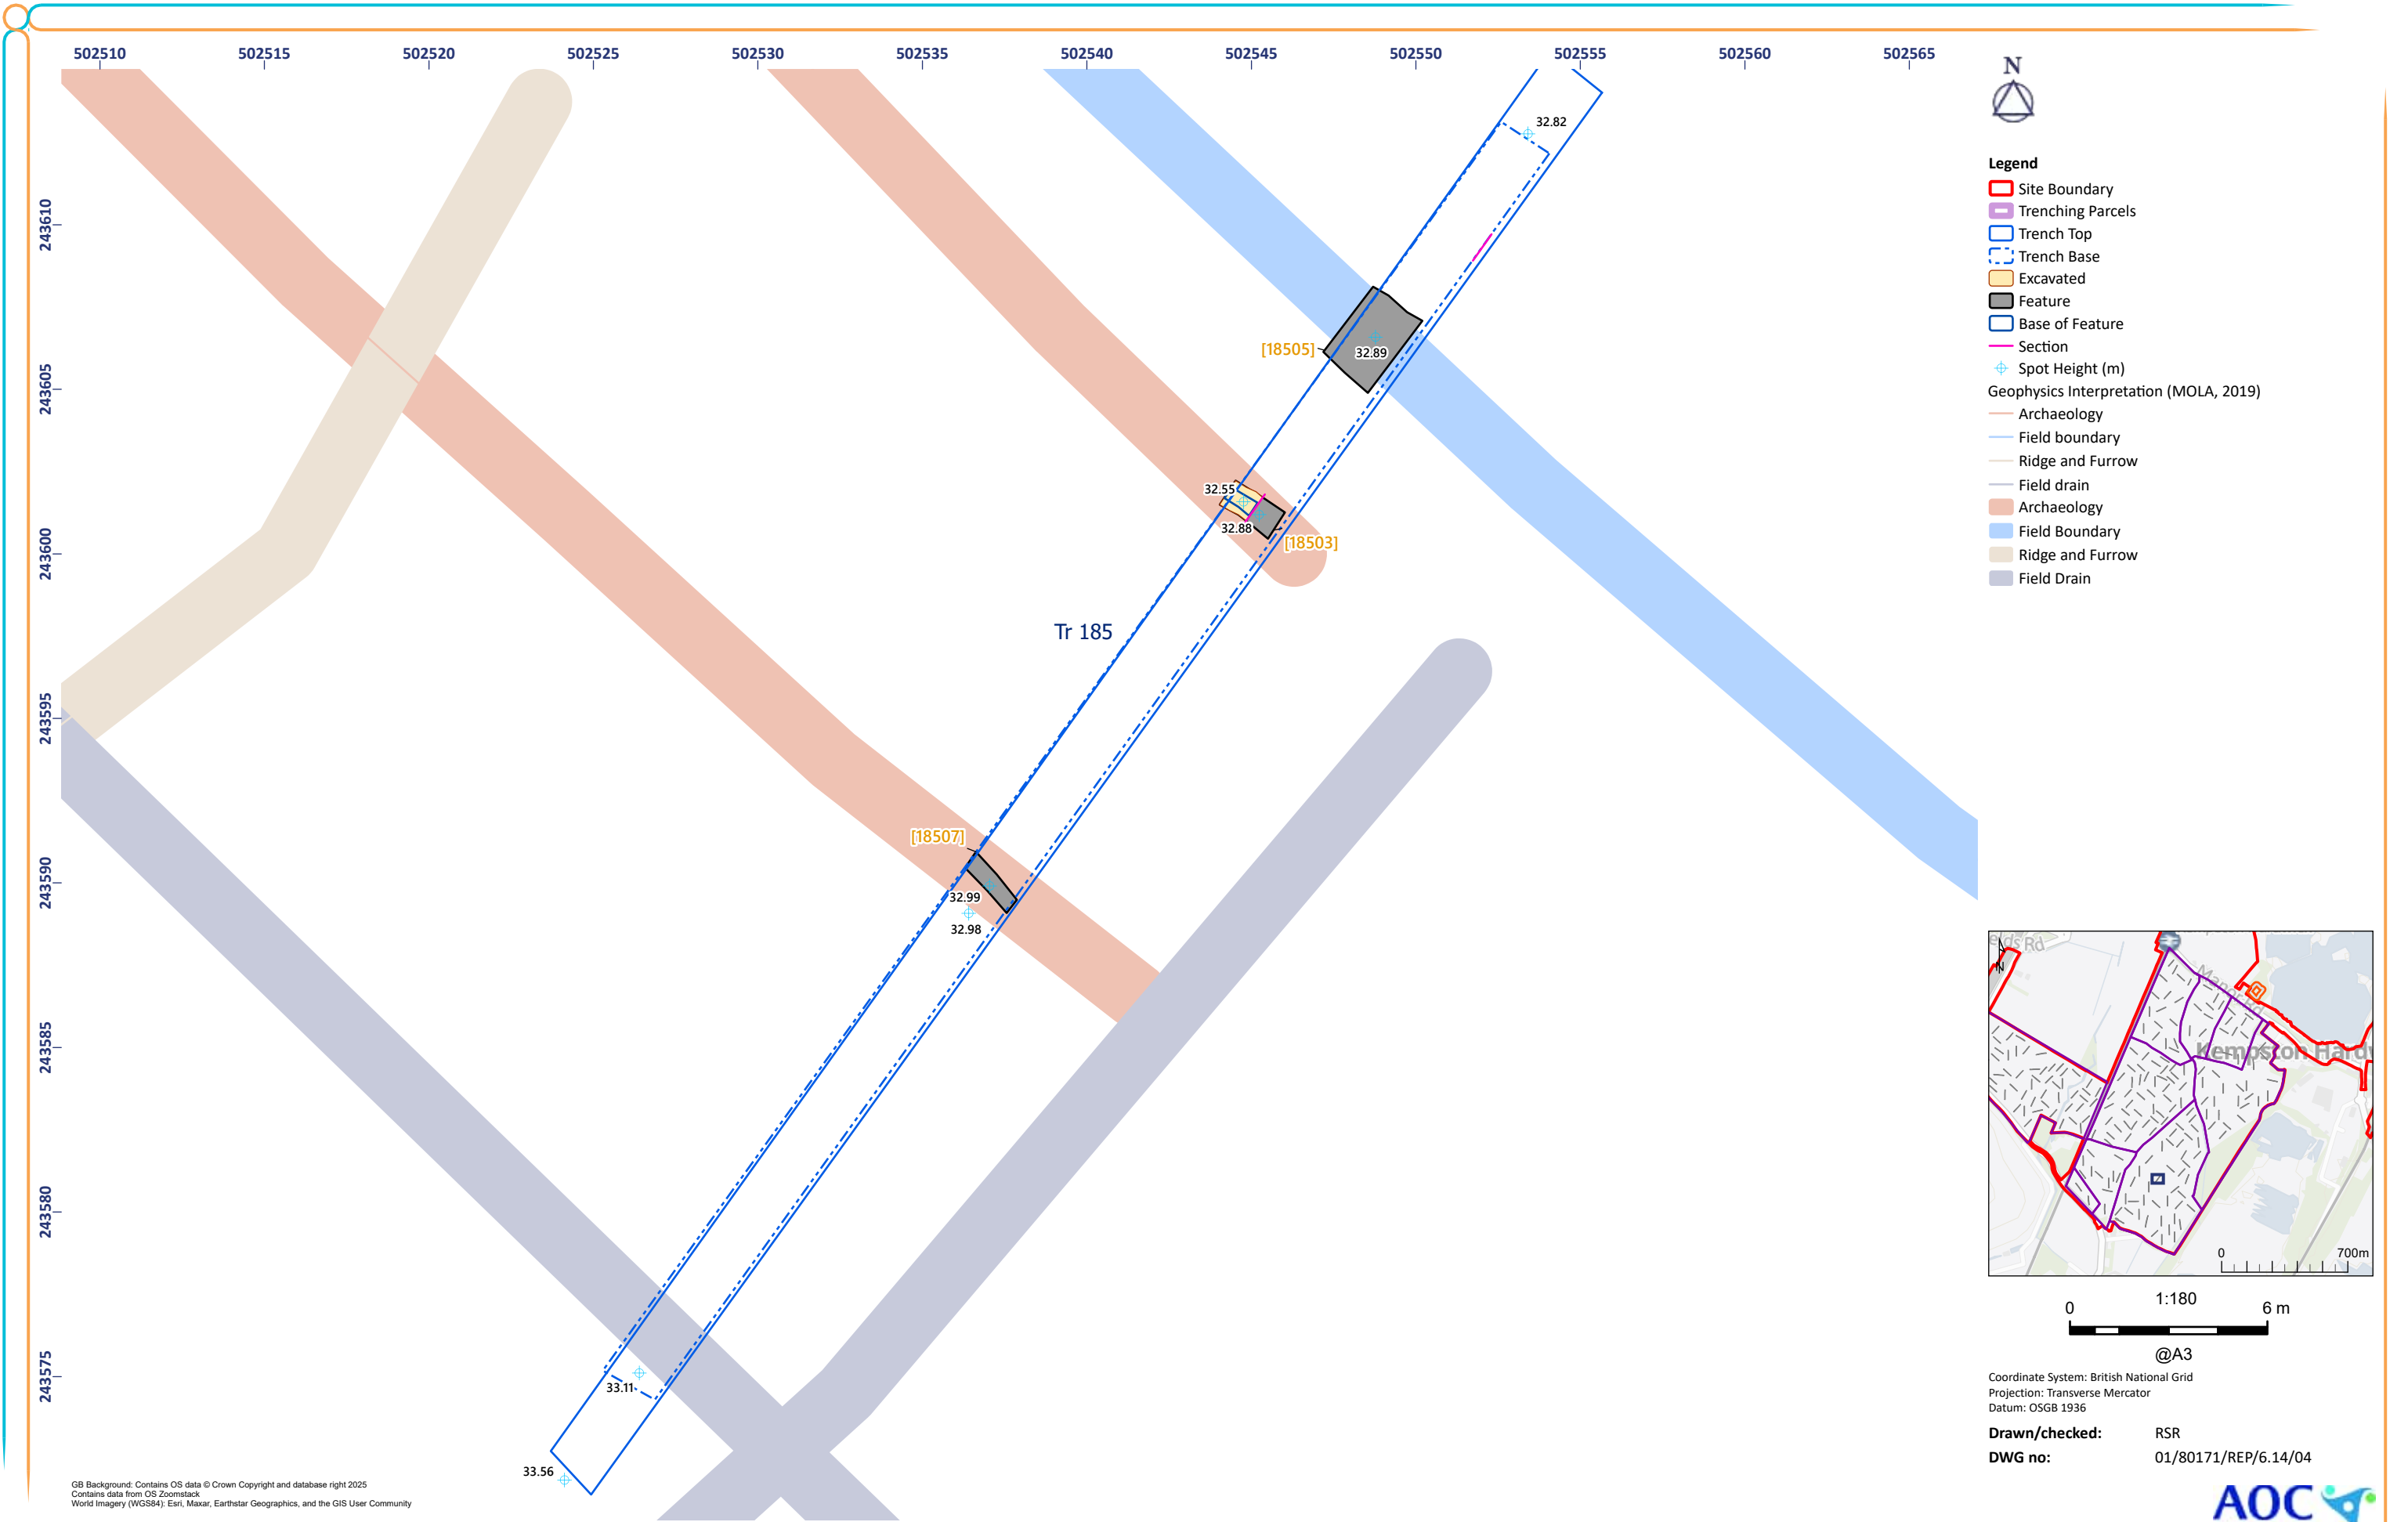 502510 502515 502520 502525 502530 502535 502540 502545 502550 502555 502560 502565
243610
243605
243600
243595
243590
243585
243580
243575
32.82
[18505]
32.89
32.55
32.88
[18503]
Tr 185
[18507]
32.99
32.98
33.11
33.56
GB Background: Contains OS data © Crown Copyright and database right 2025
Contains data from OS Zoomstack
World Imagery (WGS84): Esri, Maxar, Earthstar Geographics, and the GIS User Community
N
Legend
Site Boundary
Trenching Parcels
Trench Top
Trench Base
Excavated
Feature
Base of Feature
Section
Spot Height (m)
Geophysics Interpretation (MOLA, 2019)
Archaeology
Field boundary
Ridge and Furrow
Field drain
Archaeology
Field Boundary
Ridge and Furrow
Field Drain
Rd
N
Kempston Hardw
0 700m
1:180
0 6 m
@A3
Coordinate System: British National Grid
Projection: Transverse Mercator
Datum: OSGB 1936
Drawn/checked: RSR
DWG no: 01/80171/REP/6.14/04
AOC